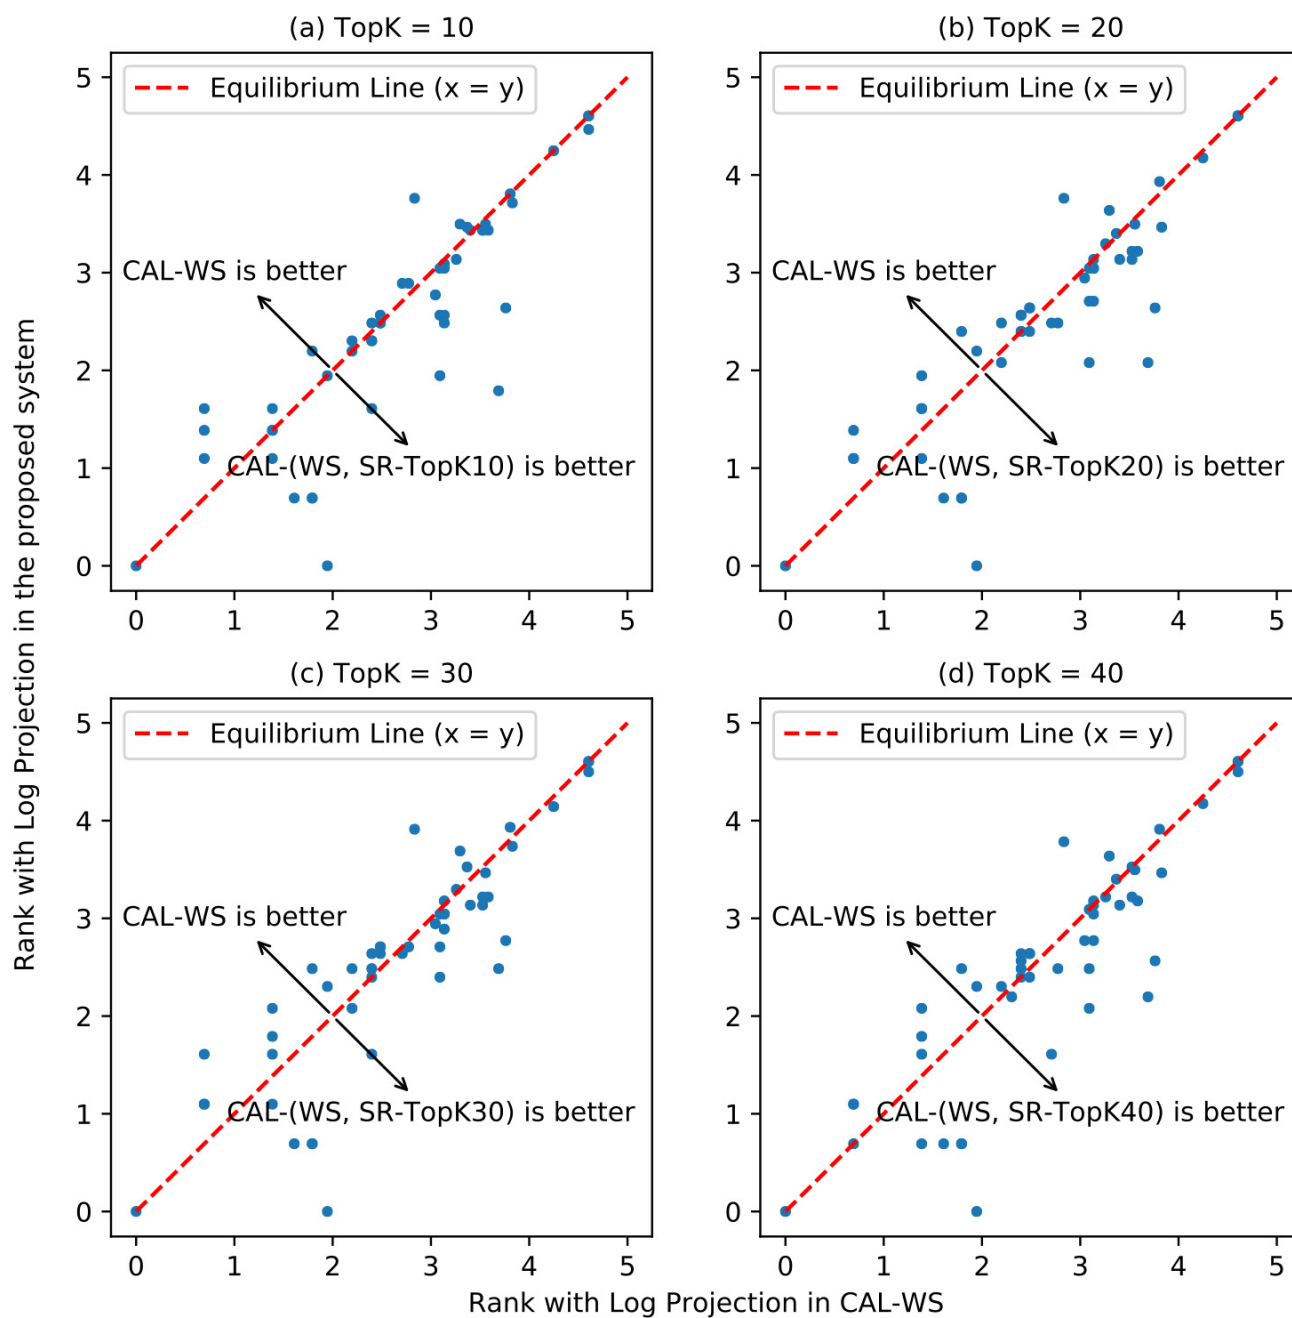 (a) TopK = 10
5
4
3
2
1
0
Equilibrium Line (x = y)
CAL-WS is better
CAL-(WS, SR-TopK10) is better
0 1 2 3 4 5
(b) TopK = 20
5
4
3
2
1
0
Equilibrium Line (x = y)
CAL-WS is better
CAL-(WS, SR-TopK20) is better
0 1 2 3 4 5
Rank with Log Projection in the proposed system
(c) TopK = 30
5
4
3
2
1
0
Equilibrium Line (x = y)
CAL-WS is better
CAL-(WS, SR-TopK30) is better
0 1 2 3 4 5
(d) TopK = 40
5
4
3
2
1
0
Equilibrium Line (x = y)
CAL-WS is better
CAL-(WS, SR-TopK40) is better
0 1 2 3 4 5
Rank with Log Projection in CAL-WS